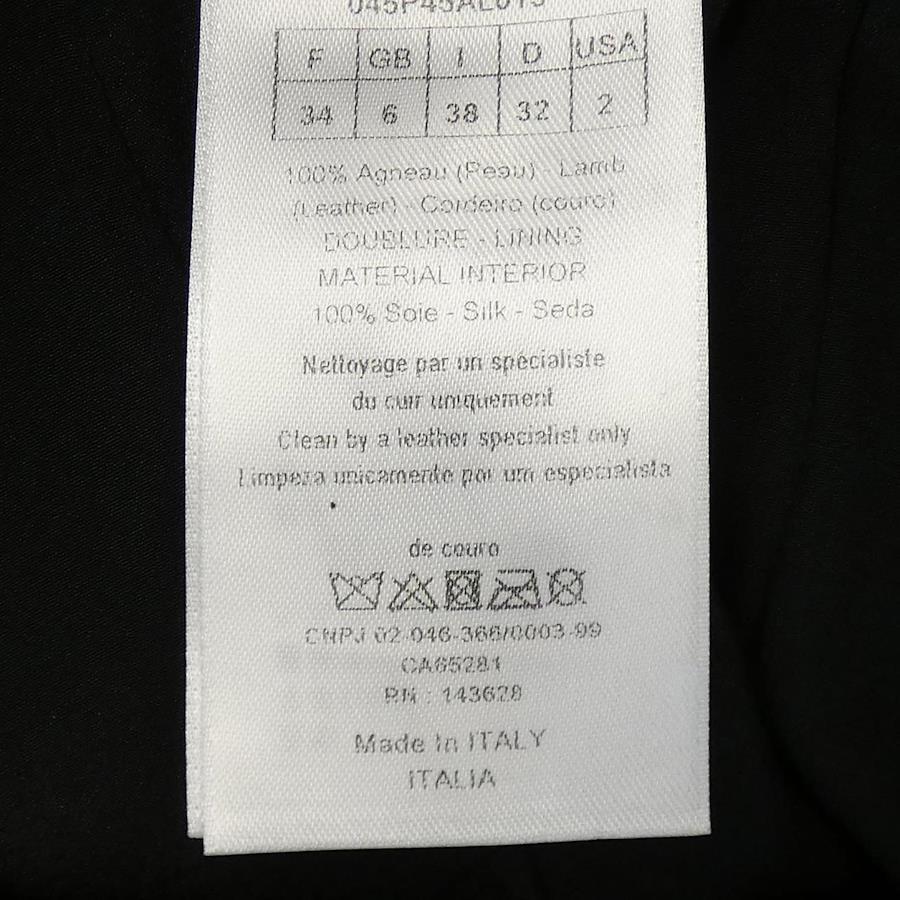 F GB I D USA
34 6 38 32 2
100% Agneau (Peau) - Lamb
(Leather) - Cordeiro (couro)
DOUBLURE - LINING
MATERIAL INTERIOR
100% Soie - Silk - Seda
Nettoyage par un spécialiste
du cuir uniquement
Clean by a leather specialist only
Limpeza unicamente por um especialista
de couro
CNPJ 02-046-366/0003-99
CA65281
RN : 143628
Made In ITALY
ITALIA